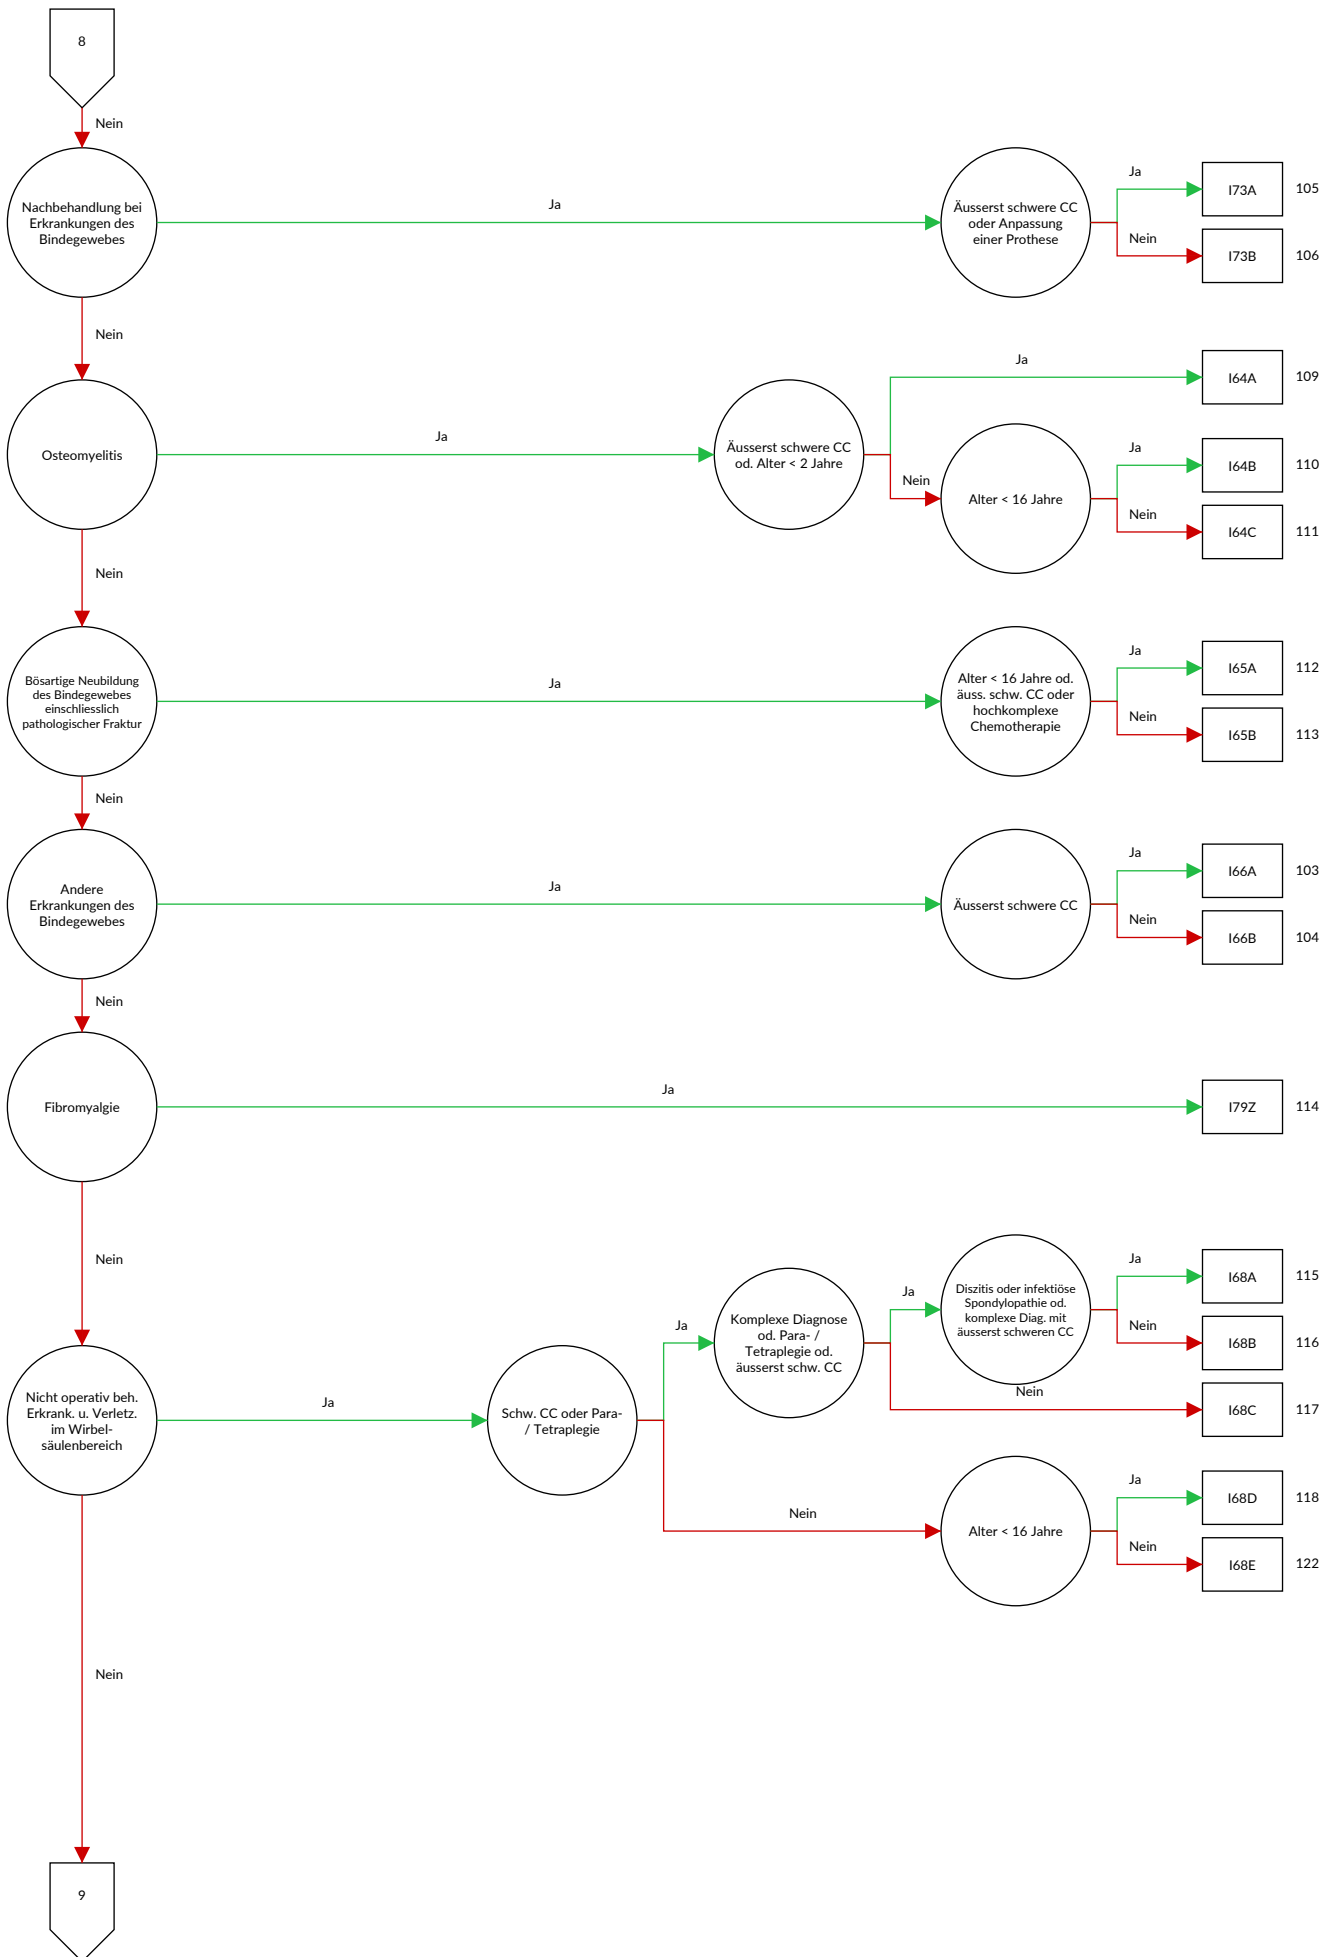 8
Nein
Nachbehandlung bei
Erkrankungen des
Bindegewebes
Ja
Äusserst schwere CC
oder Anpassung
einer Prothese
Ja
I73A
105
Nein
I73B
106
Nein
Osteomyelitis
Ja
Äusserst schwere CC
od. Alter < 2 Jahre
Ja
I64A
109
Nein
Alter < 16 Jahre
Ja
I64B
110
Nein
I64C
111
Nein
Bösartige Neubildung
des Bindegewebes
einschliesslich
pathologischer Fraktur
Ja
Alter < 16 Jahre od.
äuss. schw. CC oder
hochkomplexe
Chemotherapie
Ja
I65A
112
Nein
I65B
113
Nein
Andere
Erkrankungen des
Bindegewebes
Ja
Äusserst schwere CC
Ja
I66A
103
Nein
I66B
104
Nein
Fibromyalgie
Ja
I79Z
114
Nein
Nicht operativ beh.
Erkrank. u. Verletz.
im Wirbel-
säulenbereich
Ja
Schw. CC oder Para-
/ Tetraplegie
Ja
Komplexe Diagnose
od. Para- /
Tetraplegie od.
äusserst schw. CC
Ja
Diszitis oder infektiöse
Spondylopathie od.
komplexe Diag. mit
äusserst schweren CC
Ja
I68A
115
Nein
I68B
116
Nein
I68C
117
Nein
Alter < 16 Jahre
Ja
I68D
118
Nein
I68E
122
Nein
9